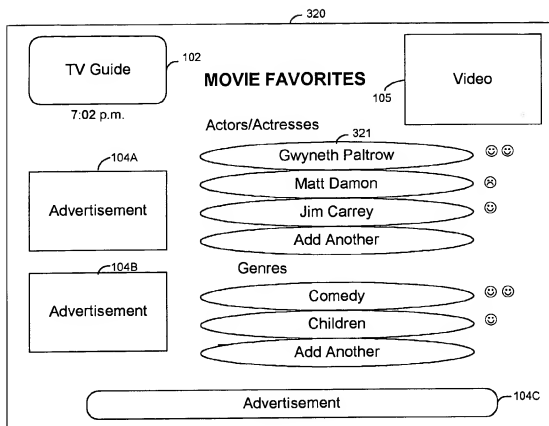 320
TV Guide
102
MOVIE FAVORITES
105
Video
7:02 p.m.
Actors/Actresses
321
Gwyneth Paltrow
104A
Matt Damon
Advertisement
Jim Carrey
Add Another
104B
Genres
Advertisement
Comedy
Children
Add Another
Advertisement
104C